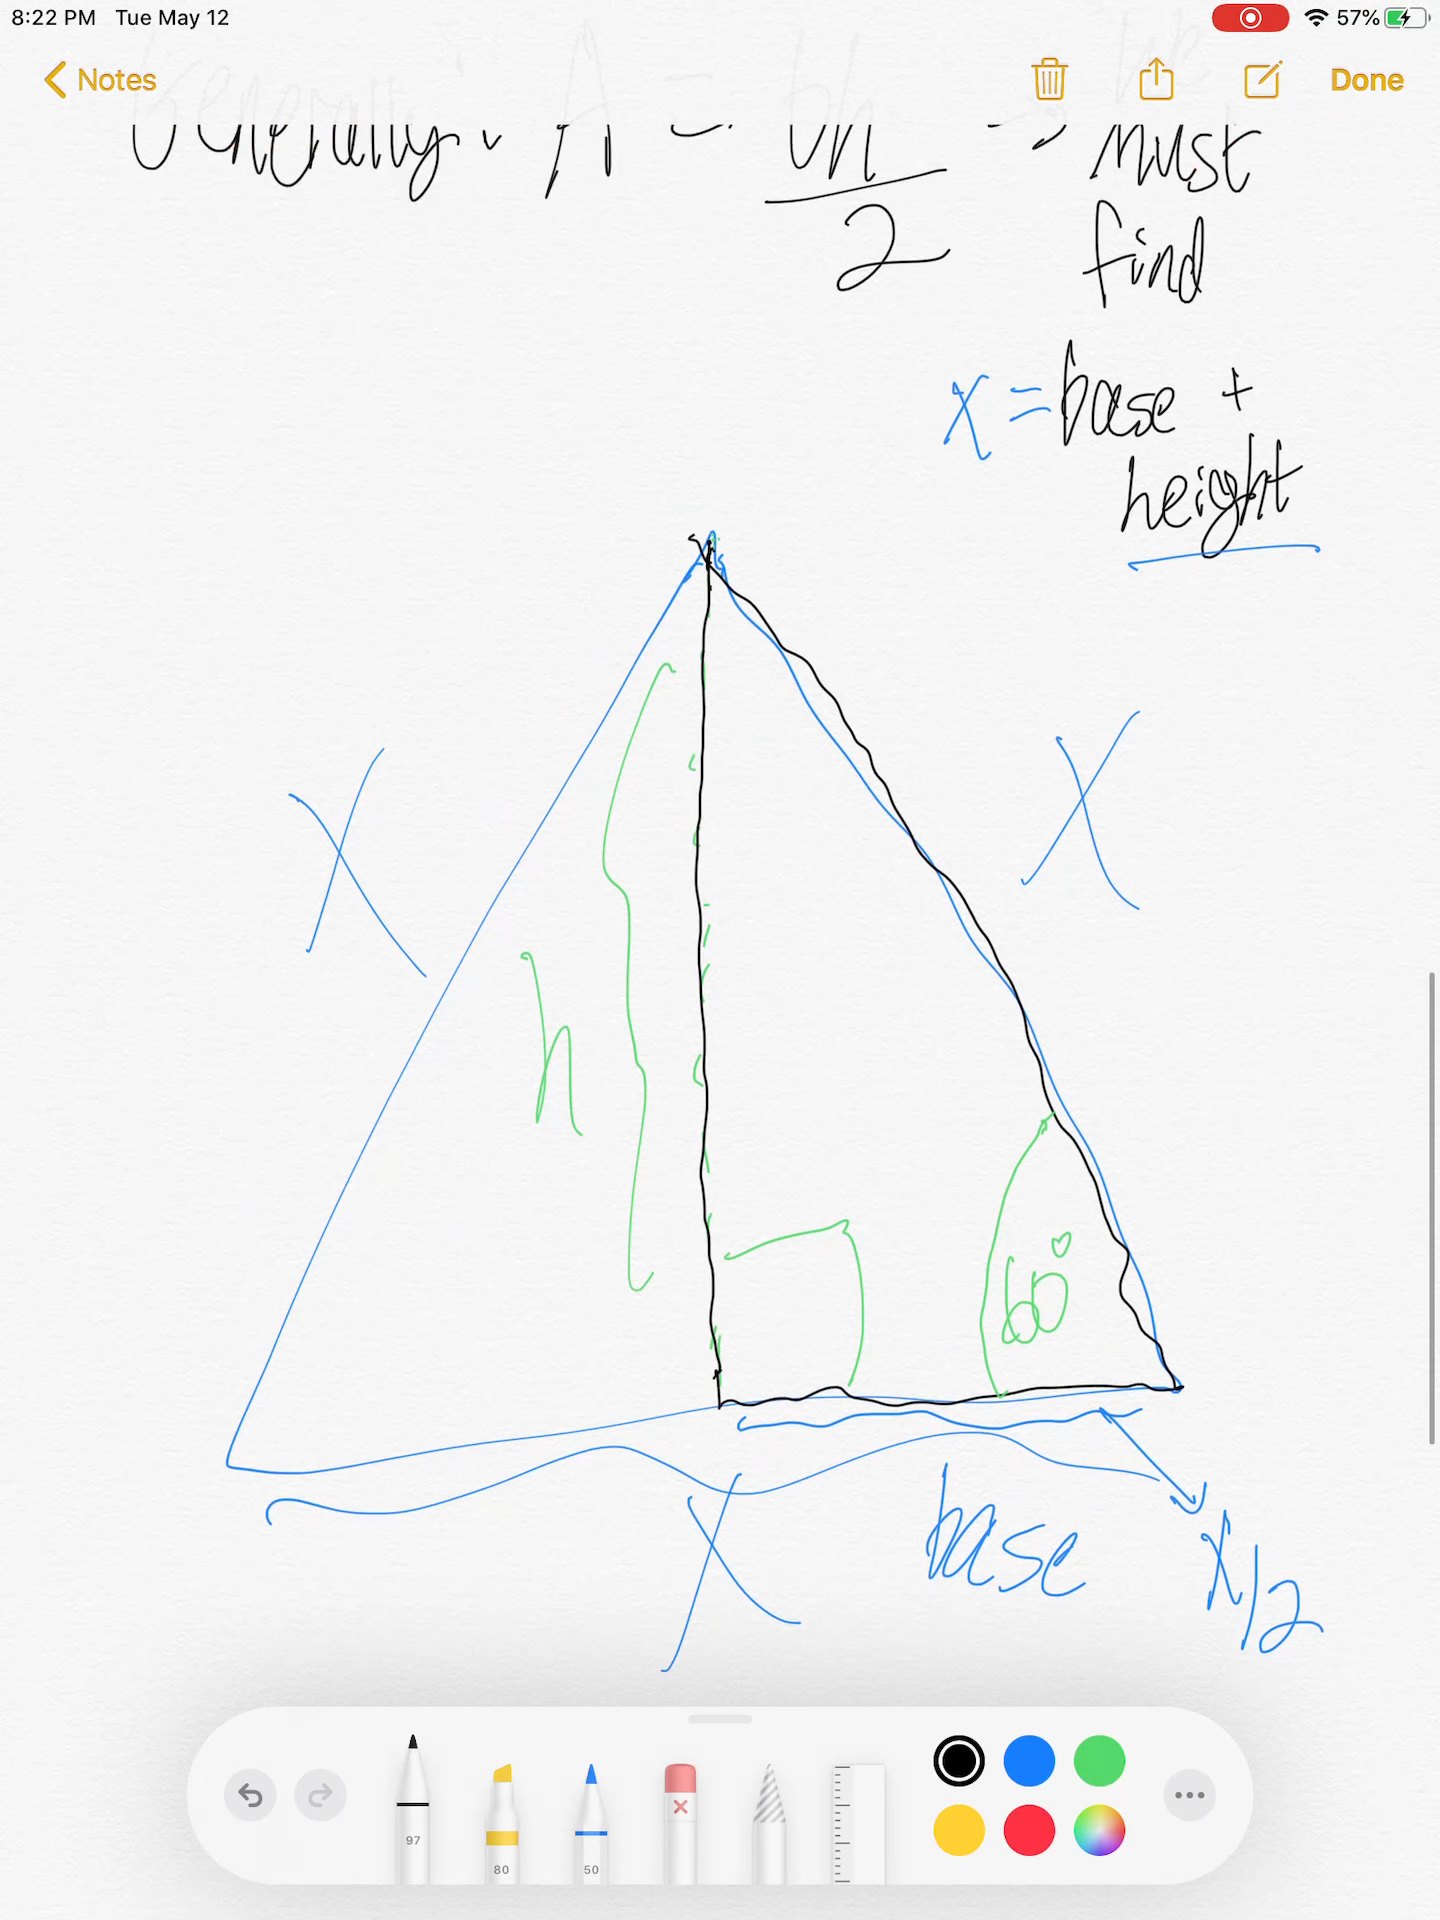 8:22 PM Tue May 12 57%
Notes Done
Generally: A = bh → must
2 find
x = base +
height
X X
h
60°
X base x/2
97 80 50